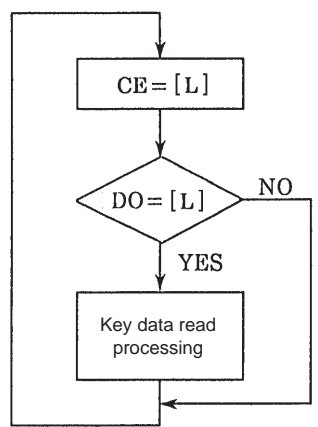 CE=[L]
DO=[L]
NO
YES
Key data read
processing